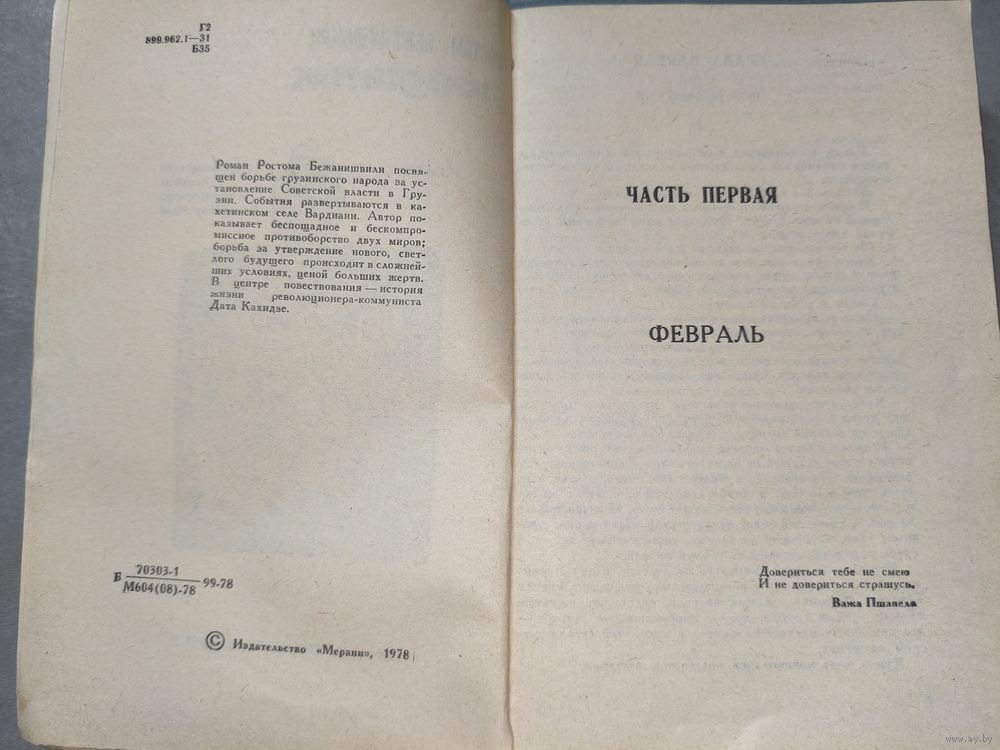 Г2
899.962.1—31
Б35
Роман Ростома Бежанишвили посвя-
щен борьбе грузинского народа за ус-
тановление Советской власти в Гру-
зии. События развертываются в ка-
хетинском селе Вардиани. Автор по-
казывает беспощадное и бескомпро-
миссное противоборство двух миров;
борьба за утверждение нового, свет-
лого будущего происходит в сложней-
ших условиях, ценой больших жертв.
В центре повествования — история
жизни революционера-коммуниста
Дата Кахидзе.
Б 70303-1
М604(08)-78 99-78
© Издательство «Мерани», 1978
ЧАСТЬ ПЕРВАЯ
ФЕВРАЛЬ
Довериться тебе не смею
И не довериться страшусь.
Важа Пшавела
www.ay.by